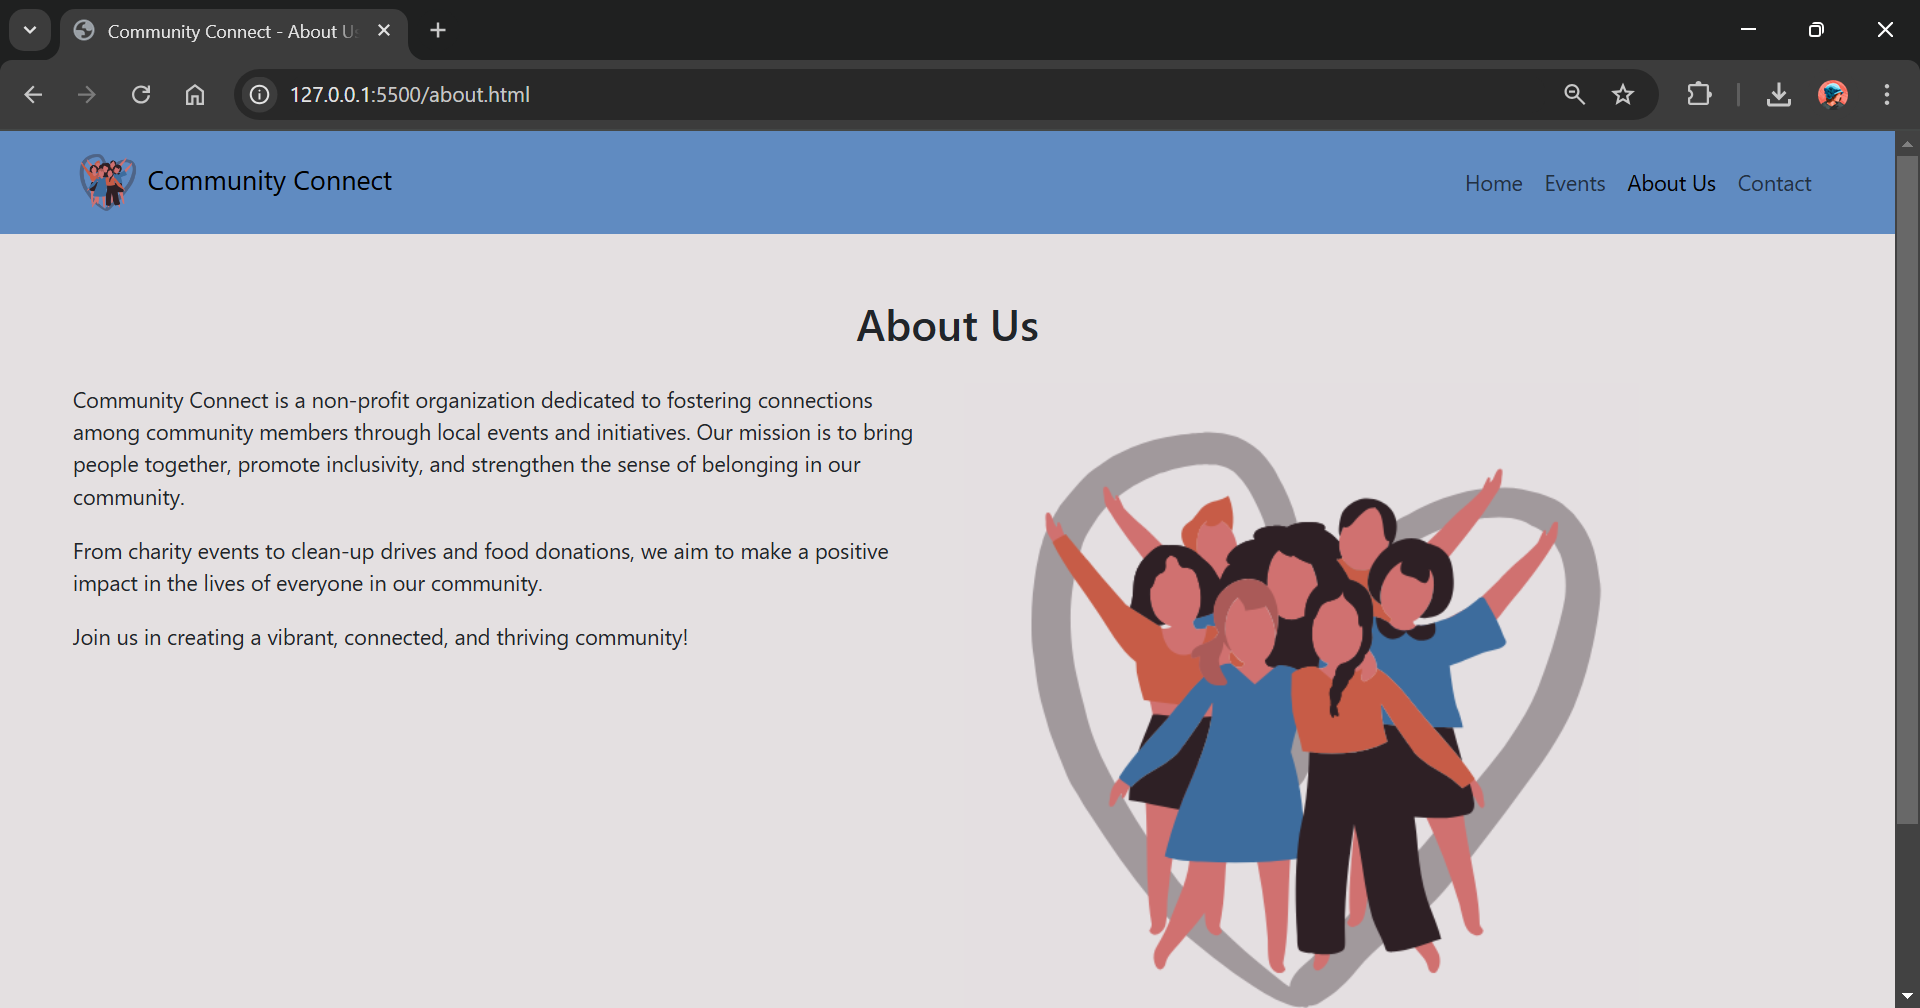 Community Connect - About Us
127.0.0.1:5500/about.html
Community Connect
Home Events About Us Contact
About Us
Community Connect is a non-profit organization dedicated to fostering connections
among community members through local events and initiatives. Our mission is to bring
people together, promote inclusivity, and strengthen the sense of belonging in our
community.
From charity events to clean-up drives and food donations, we aim to make a positive
impact in the lives of everyone in our community.
Join us in creating a vibrant, connected, and thriving community!